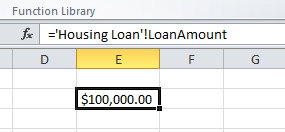 Function Library
fx ='Housing Loan'!LoanAmount
D E F G
$100,000.00